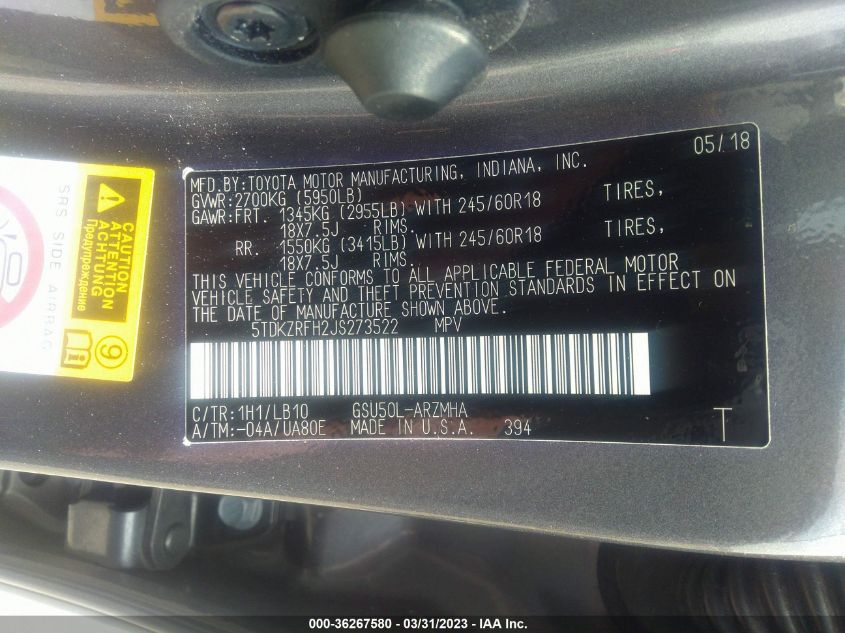 MFD.BY:TOYOTA MOTOR MANUFACTURING, INDIANA, INC. 05/18
GVWR:2700KG (5950LB)
GAWR:FRT. 1345KG (2955LB) WITH 245/60R18 TIRES,
18X7.5J RIMS.
RR. 1550KG (3415LB) WITH 245/60R18 TIRES,
18X7.5J RIMS.
THIS VEHICLE CONFORMS TO ALL APPLICABLE FEDERAL MOTOR
VEHICLE SAFETY AND THEFT PREVENTION STANDARDS IN EFFECT ON
THE DATE OF MANUFACTURE SHOWN ABOVE.
5TDKZRFH2JS273522 MPV
C/TR:1H1/LB10 GSU50L-ARZMHA
A/TM:-04A/UA80E MADE IN U.S.A. 394 T
SRS SIDE AIRBAG
CAUTION
ATTENTION
ACHTUNG
Предупреждение
9
000-36267580 - 03/31/2023 - IAA Inc.